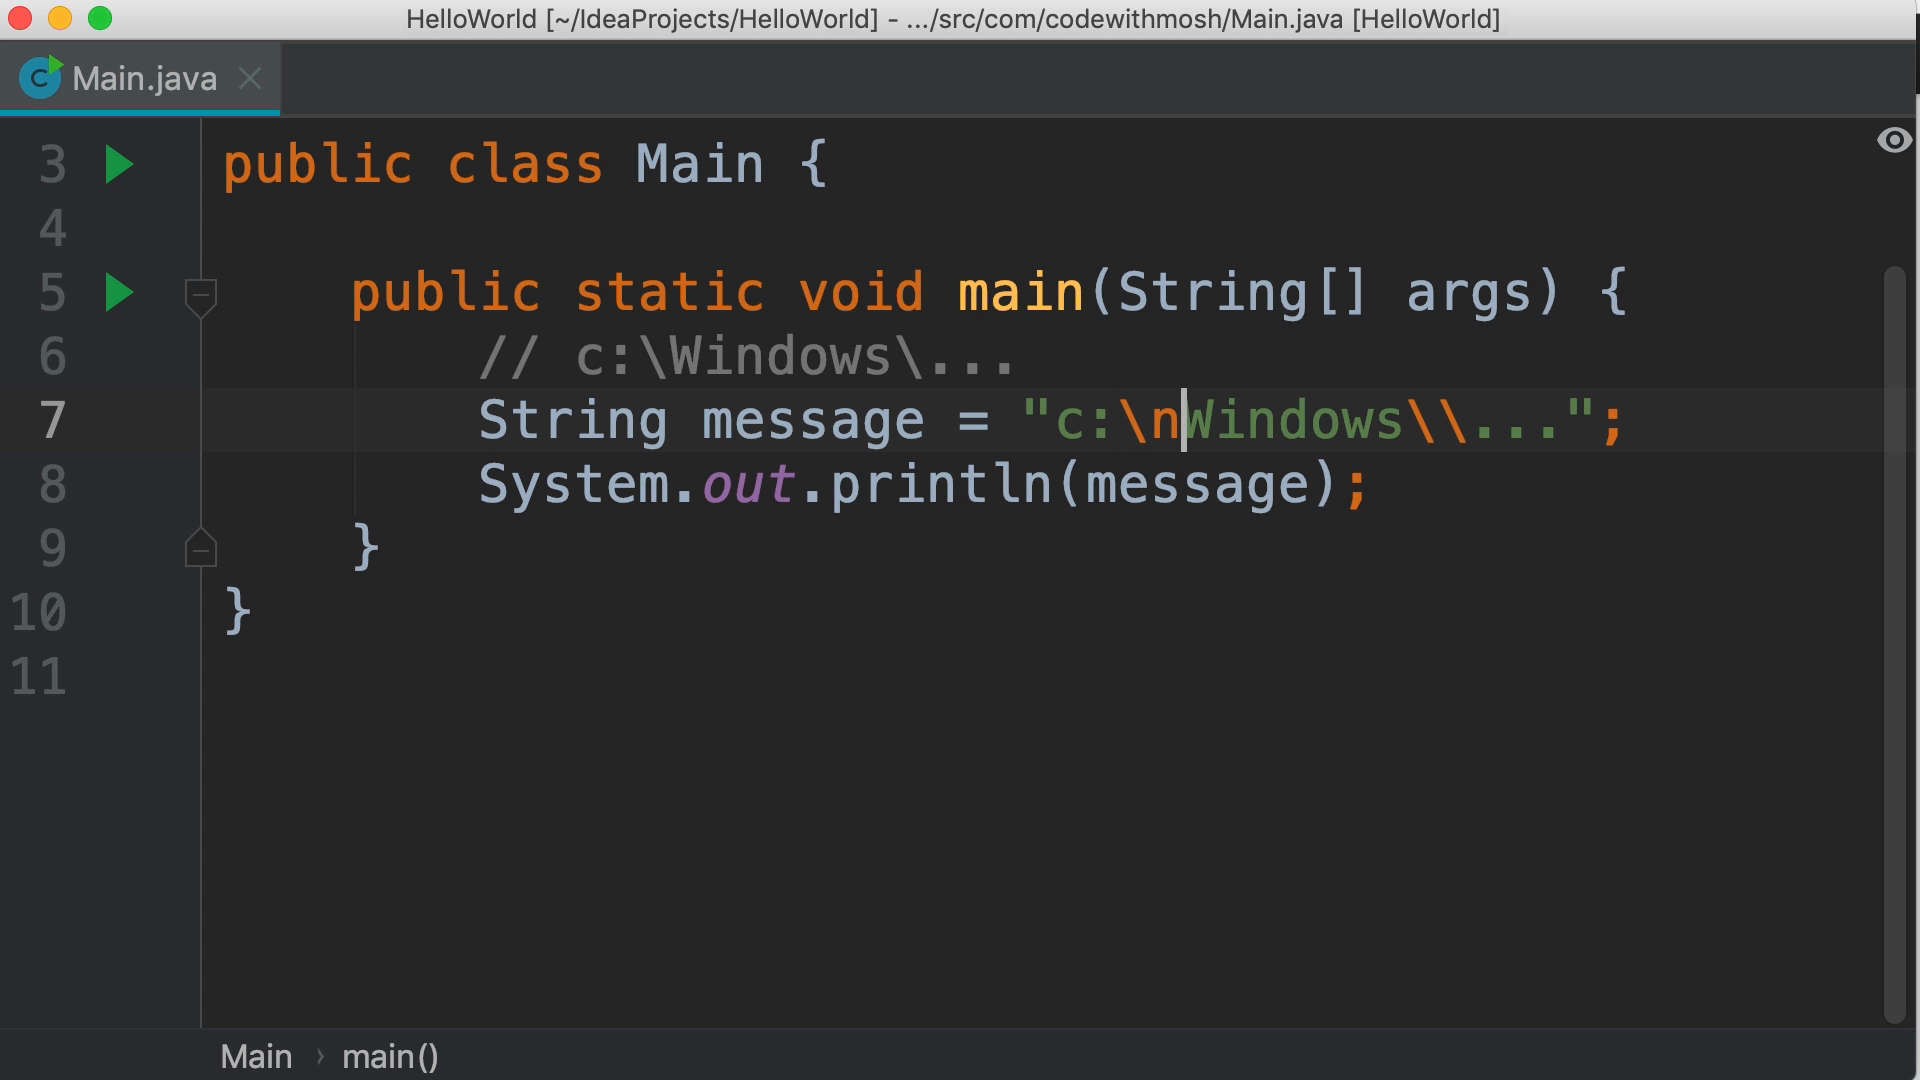 HelloWorld [~/IdeaProjects/HelloWorld] - .../src/com/codewithmosh/Main.java [HelloWorld]
Main.java
3 public class Main {
4
5 public static void main(String[] args) {
6 // c:\Windows\...
7 String message = "c:\nWindows\\...";
8 System.out.println(message);
9 }
10 }
11
Main › main()